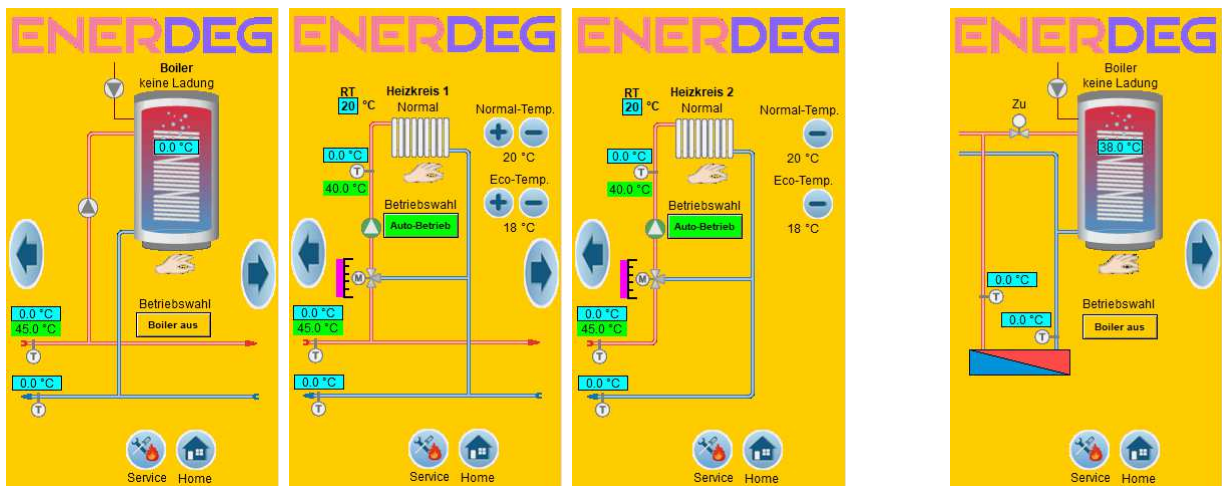 ENERDEG
Boiler
keine Ladung
0.0 °C
Betriebswahl
Boiler aus
0.0 °C
45.0 °C
T
0.0 °C
T
Service Home
ENERDEG
RT
20 °C
Heizkreis 1
Normal
Normal-Temp.
20 °C
0.0 °C
T
40.0 °C
Eco-Temp.
18 °C
Betriebswahl
Auto-Betrieb
M
0.0 °C
45.0 °C
T
0.0 °C
T
Service Home
ENERDEG
RT
20 °C
Heizkreis 2
Normal
Normal-Temp.
20 °C
0.0 °C
T
40.0 °C
Eco-Temp.
18 °C
Betriebswahl
Auto-Betrieb
M
0.0 °C
45.0 °C
T
0.0 °C
T
Service Home
ENERDEG
Boiler
keine Ladung
Zu
38.0 °C
0.0 °C
T
0.0 °C
T
Betriebswahl
Boiler aus
Service Home